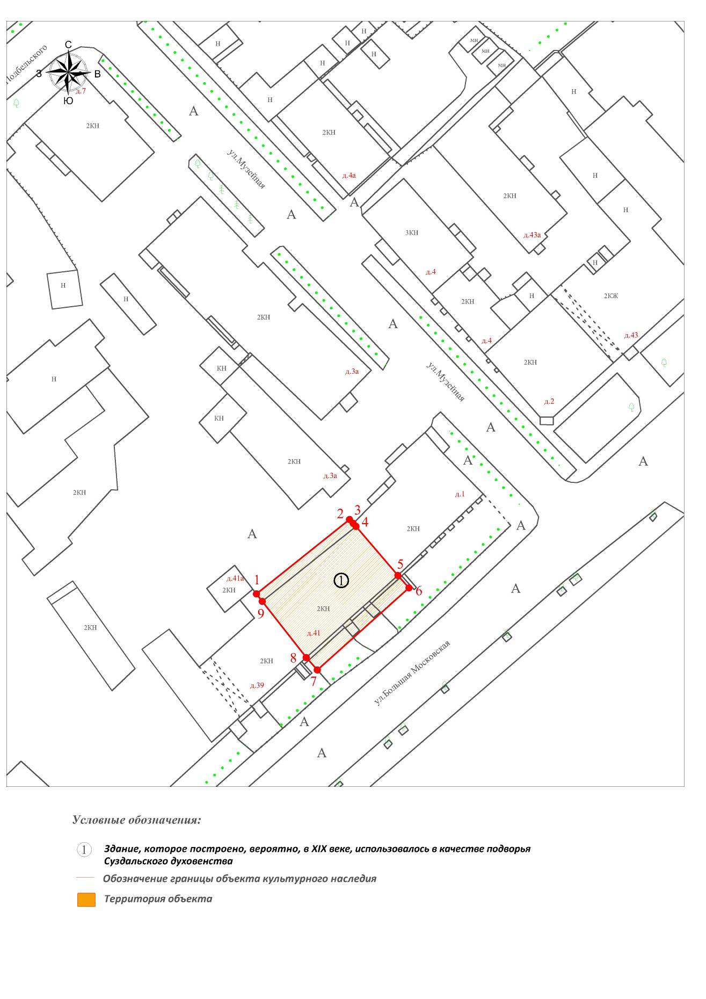 Подбельского
С
З
В
Ю
д.7
2КН
А
Н
Н
Н
Н
Н
Н
мн
мн
мн
Н
2КН
ул.Музейная
д.4а
А
А
2КН
Н
Н
3КН
д.43а
д.4
Н
Н
Н
2КН
2КН
Н
2КЖ
А
д.4
д.43
КН
д.3а
2КН
Н
ул.Музейная
д.2
КН
А
А
А
2КН
д.3а
2КН
д.1
2
3
4
2КН
А
А
5
1
д.41а
2КН
1
6
А
9
2КН
2КН
д.41
8
2КН
7
д.39
ул.Большая Московская
А
А
Условные обозначения:
1
Здание, которое построено, вероятно, в XIX веке, использовалось в качестве подворья
Суздальского духовенства
Обозначение границы объекта культурного наследия
Территория объекта